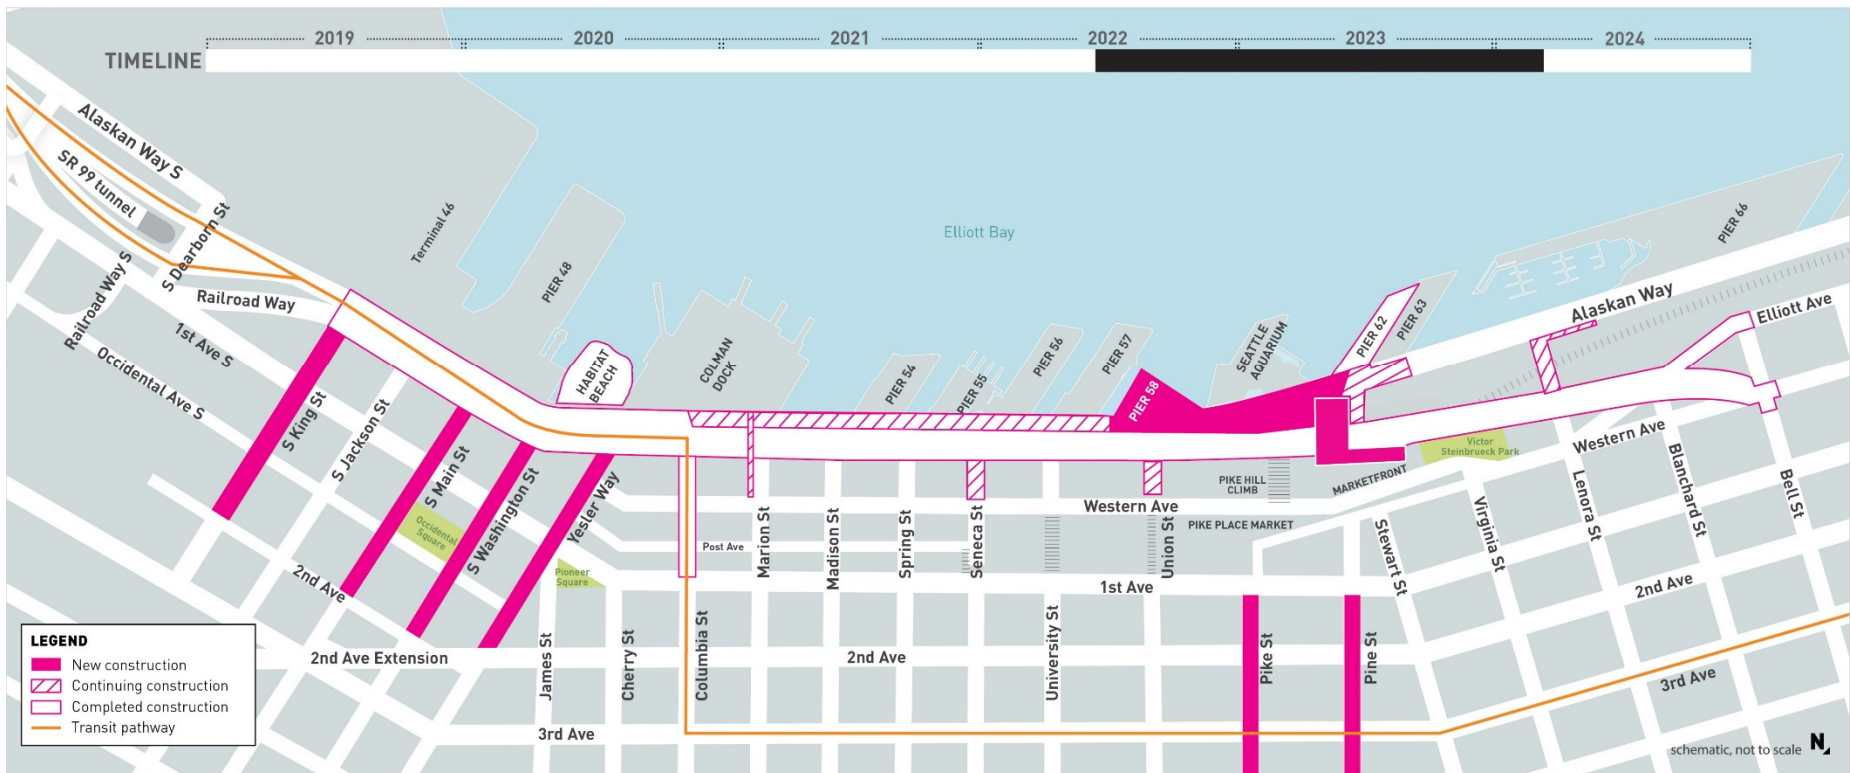 2019
2020
2021
2022
2023
2024
TIMELINE
Alaskan Way S
SR 99 tunnel
S Dearborn St
Railroad Way S
Railroad Way
1st Ave S
Occidental Ave S
Terminal 46
PIER 48
HABITAT
BEACH
COLMAN
DOCK
PIER 54
PIER 55
PIER 56
PIER 57
PIER 58
SEATTLE
AQUARIUM
PIER 62
PIER 63
PIER 66
Elliott Bay
Alaskan Way
Elliott Ave
S King St
S Jackson St
S Main St
S Washington St
Yesler Way
Occidental
Square
Pioneer
Square
2nd Ave
2nd Ave Extension
James St
Cherry St
Columbia St
Post Ave
Marion St
Madison St
Spring St
Seneca St
University St
Union St
Western Ave
PIKE HILL
CLIMB
MARKETFRONT
PIKE PLACE MARKET
Victor
Steinbrueck Park
Western Ave
Pike St
Pine St
Stewart St
Virginia St
Lenora St
Blanchard St
Bell St
1st Ave
2nd Ave
2nd Ave
3rd Ave
3rd Ave
LEGEND
New construction
Continuing construction
Completed construction
Transit pathway
schematic, not to scale
N